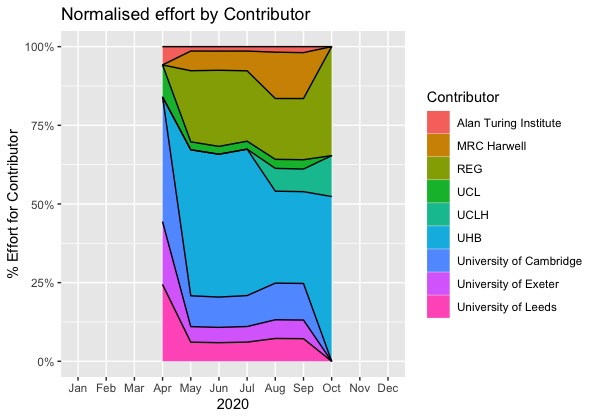 Normalised effort by Contributor
100%
75%
50%
25%
0%
% Effort for Contributor
Jan Feb Mar Apr May Jun Jul Aug Sep Oct Nov Dec
2020
Contributor
Alan Turing Institute
MRC Harwell
REG
UCL
UCLH
UHB
University of Cambridge
University of Exeter
University of Leeds